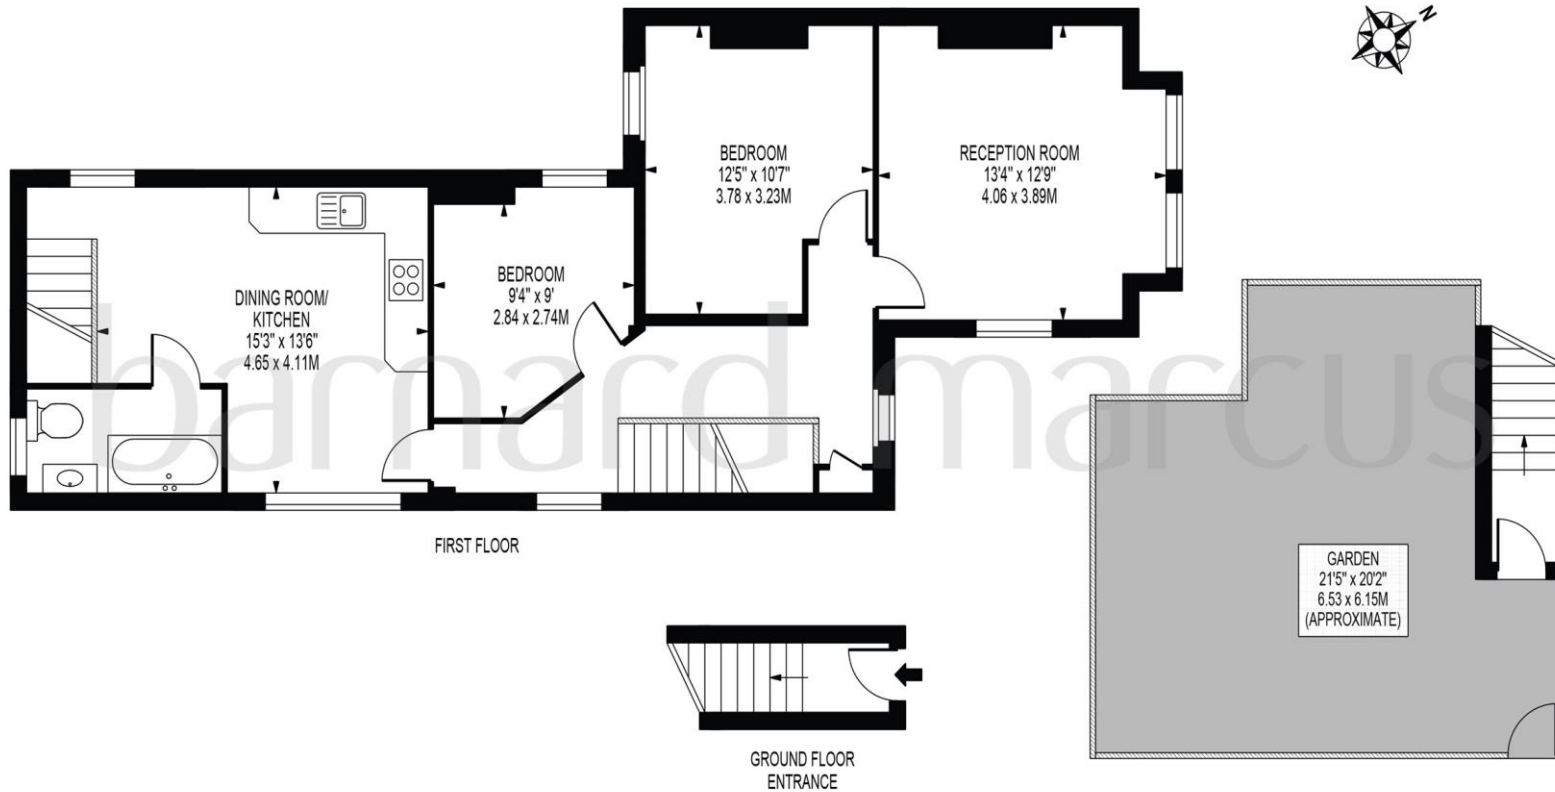 N
BEDROOM
12'5" x 10'7"
3.78 x 3.23M
RECEPTION ROOM
13'4" x 12'9"
4.06 x 3.89M
BEDROOM
9'4" x 9'
2.84 x 2.74M
DINING ROOM/
KITCHEN
15'3" x 13'6"
4.65 x 4.11M
barnard marcus
FIRST FLOOR
GARDEN
21'5" x 20'2"
6.53 x 6.15M
(APPROXIMATE)
GROUND FLOOR
ENTRANCE